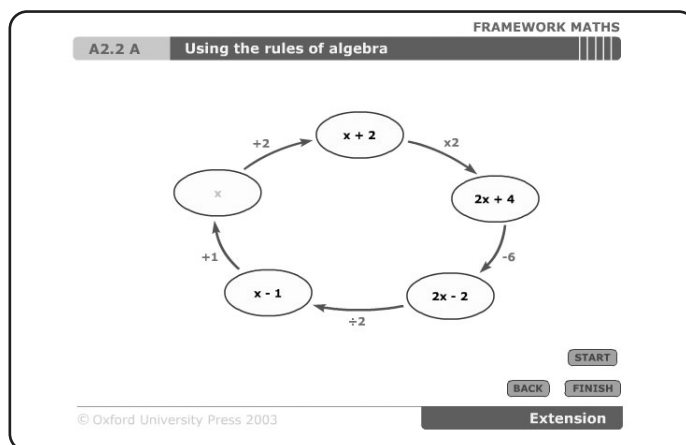 FRAMEWORK MATHS
A2.2 A Using the rules of algebra
x + 2
+2
x2
x
2x + 4
+1
-6
x - 1
2x - 2
÷2
START
BACK FINISH
© Oxford University Press 2003 Extension